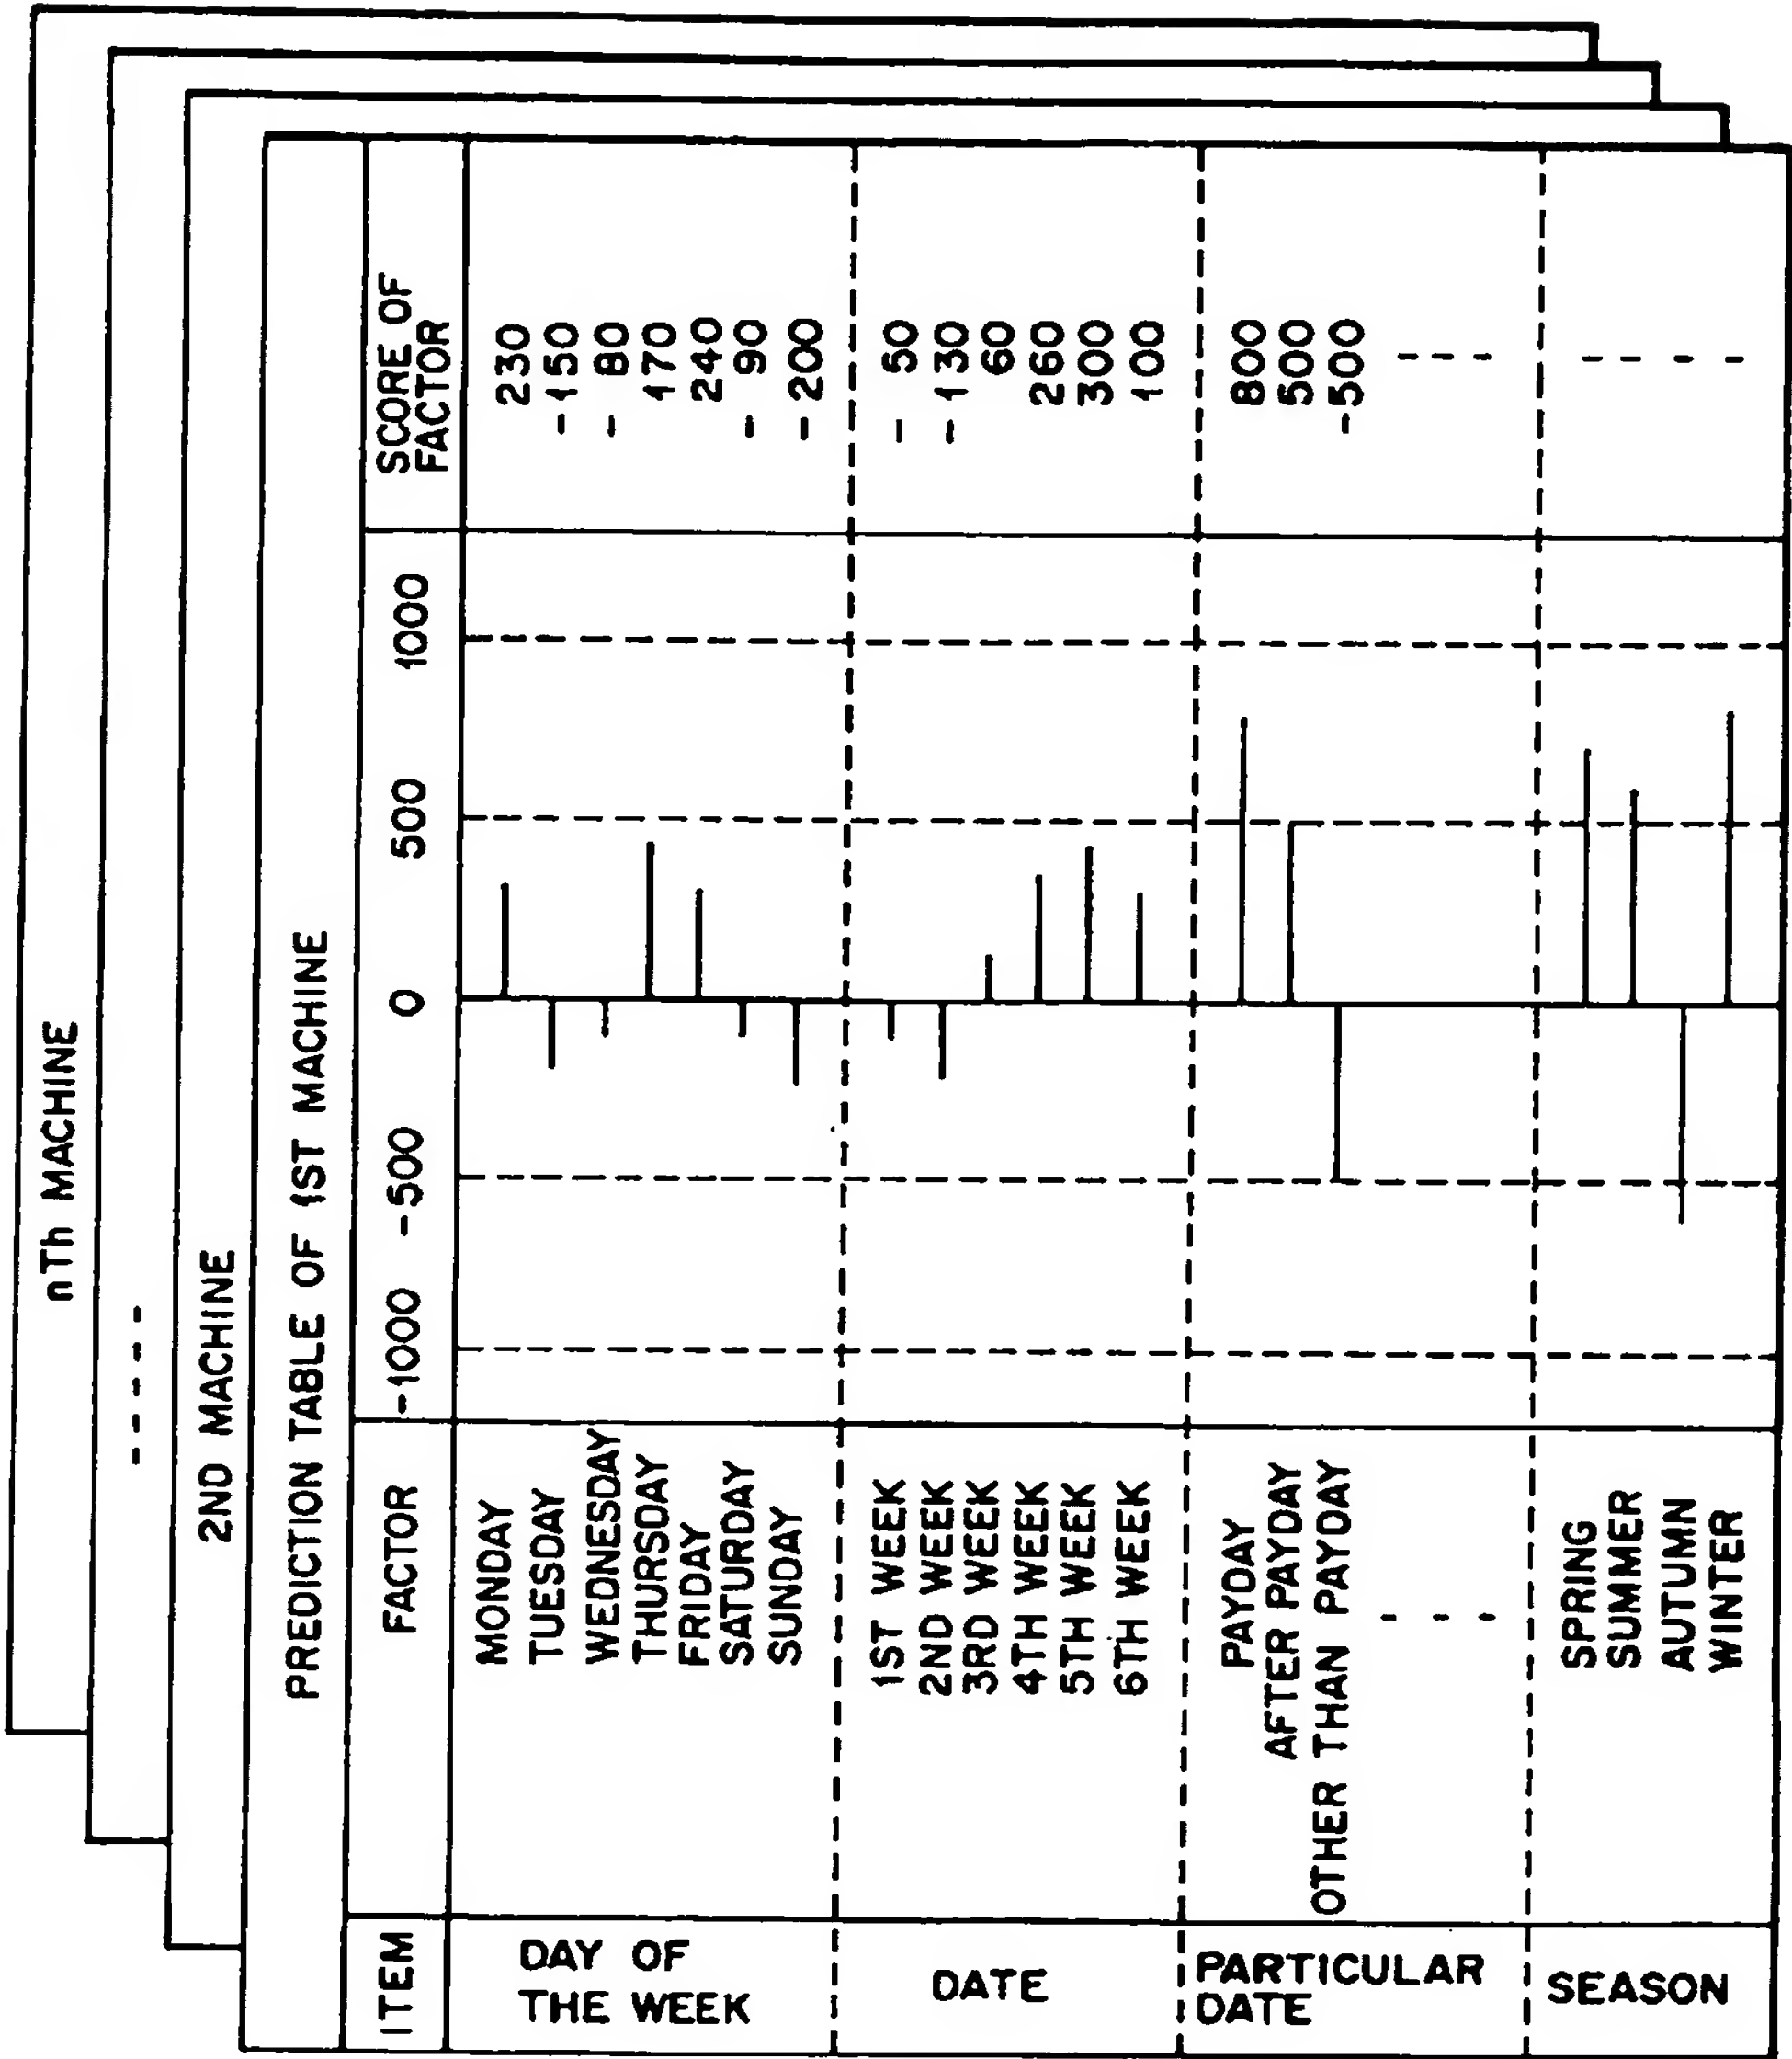 nTh MACHINE
-----
2ND MACHINE
PREDICTION TABLE OF 1ST MACHINE
ITEM FACTOR -1000 -500 0 500 1000 SCORE OF FACTOR
DAY OF THE WEEK
MONDAY 230
TUESDAY -150
WEDNESDAY - 80
THURSDAY 170
FRIDAY 240
SATURDAY - 90
SUNDAY - 200
DATE
1ST WEEK - 50
2ND WEEK - 130
3RD WEEK 60
4TH WEEK 260
5TH WEEK 300
6TH WEEK 100
PARTICULAR DATE
PAYDAY 800
AFTER PAYDAY 500
OTHER THAN PAYDAY -500
SEASON
SPRING -
SUMMER -
AUTUMN -
WINTER -